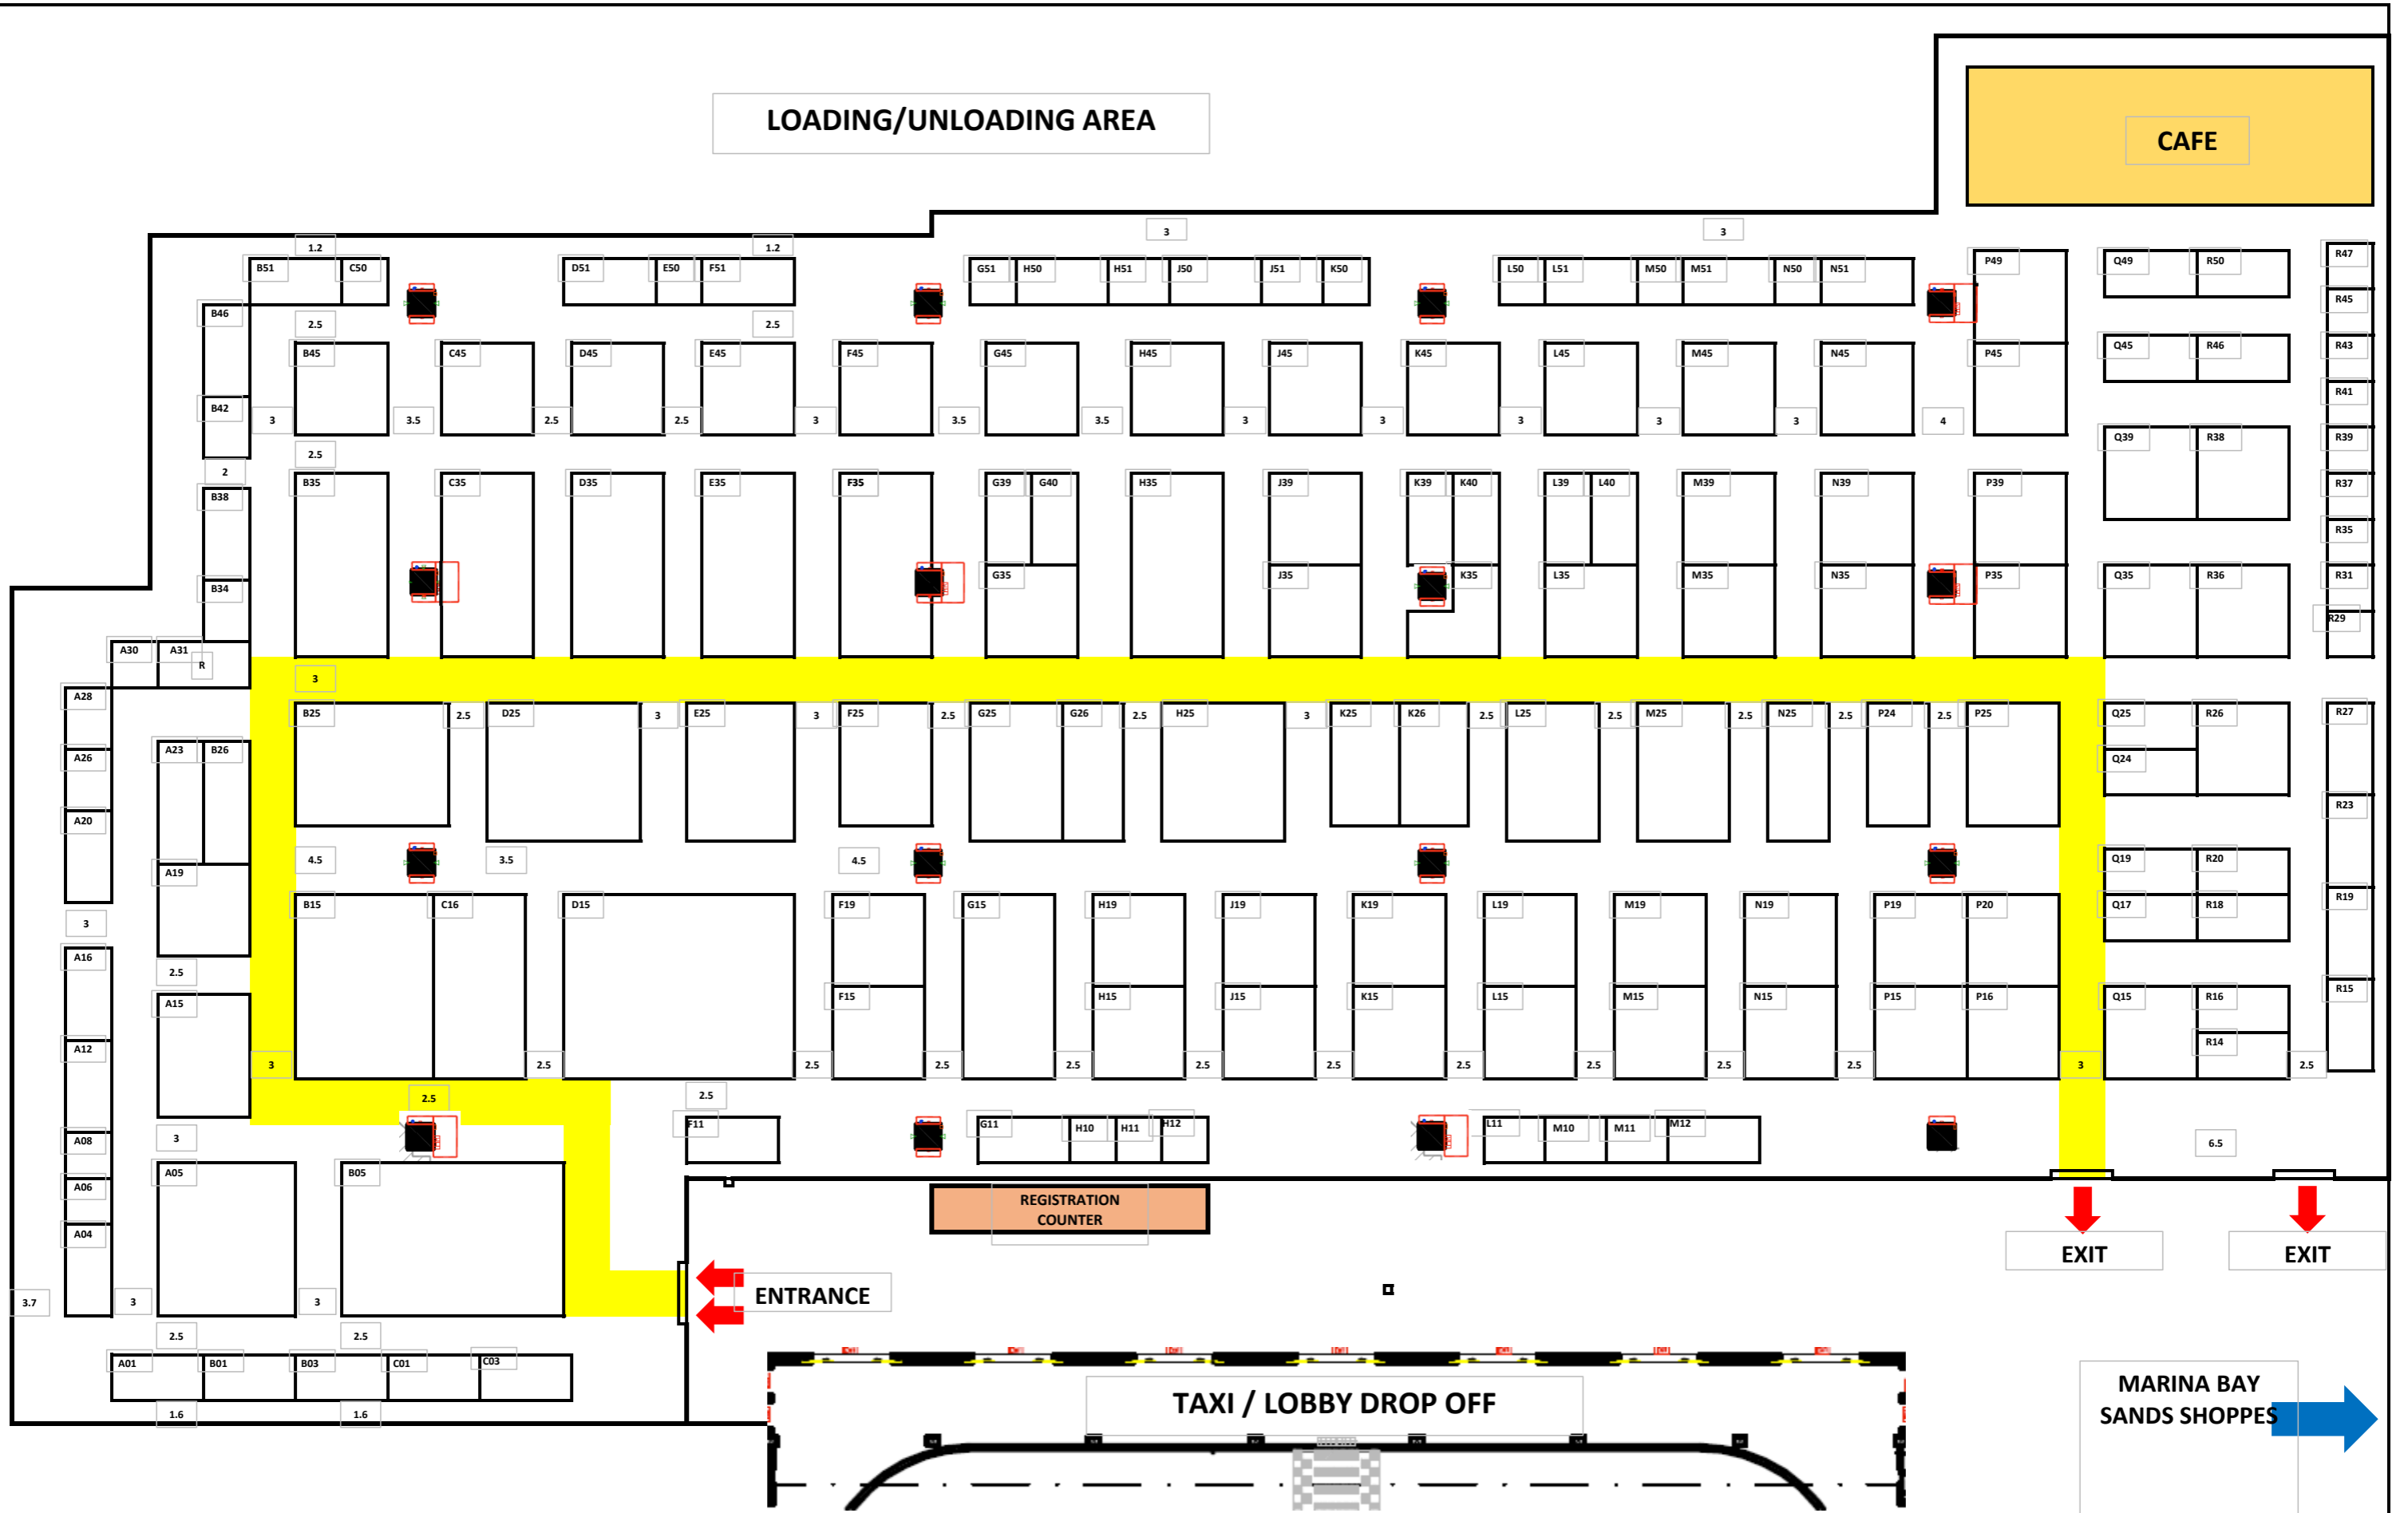 LOADING/UNLOADING AREA
CAFE
3 3
1.2 1.2
B51 C50 D51 E50 F51 G51 H50 H51 J50 J51 K50 L50 L51 M50 M51 N50 N51 P49 Q49 R50 R47
R45
B46 2.5 2.5
B45 C45 D45 E45 F45 G45 H45 J45 K45 L45 M45 N45 P45 Q45 R46 R43
R41
B42 3 3.5 2.5 2.5 3 3.5 3.5 3 3 3 3 3 4
Q39 R38 R39
2.5
2
B35 C35 D35 E35 F35 G39 G40 H35 J39 K39 K40 L39 L40 M39 N39 P39 R37
B38
R35
B34 G35 J35 K35 L35 M35 N35 P35 Q35 R36 R31
R29
A30 A31
R
3
A28
B25 2.5 D25 3 E25 3 F25 2.5 G25 G26 2.5 H25 3 K25 K26 2.5 L25 2.5 M25 2.5 N25 2.5 P24 2.5 P25 Q25 R26 R27
A26 A23 B26 Q24
A20 R23
4.5 3.5 4.5 Q19 R20
A19
3 B15 C16 D15 F19 G15 H19 J19 K19 L19 M19 N19 P19 P20 Q17 R18 R19
A16
2.5
A15 F15 H15 J15 K15 L15 M15 N15 P15 P16 Q15 R16 R15
A12 R14
3 2.5 2.5 2.5 2.5 2.5 2.5 2.5 2.5 2.5 2.5 3 2.5
2.5 2.5
F11 G11 H10 H11 H12 L11 M10 M11 M12
A08 3 6.5
A05 B05
A06
A04
REGISTRATION
COUNTER
EXIT EXIT
ENTRANCE
3.7 3 3
2.5 2.5
A01 B01 B03 C01 C03
1.6 1.6
TAXI / LOBBY DROP OFF
MARINA BAY
SANDS SHOPPES